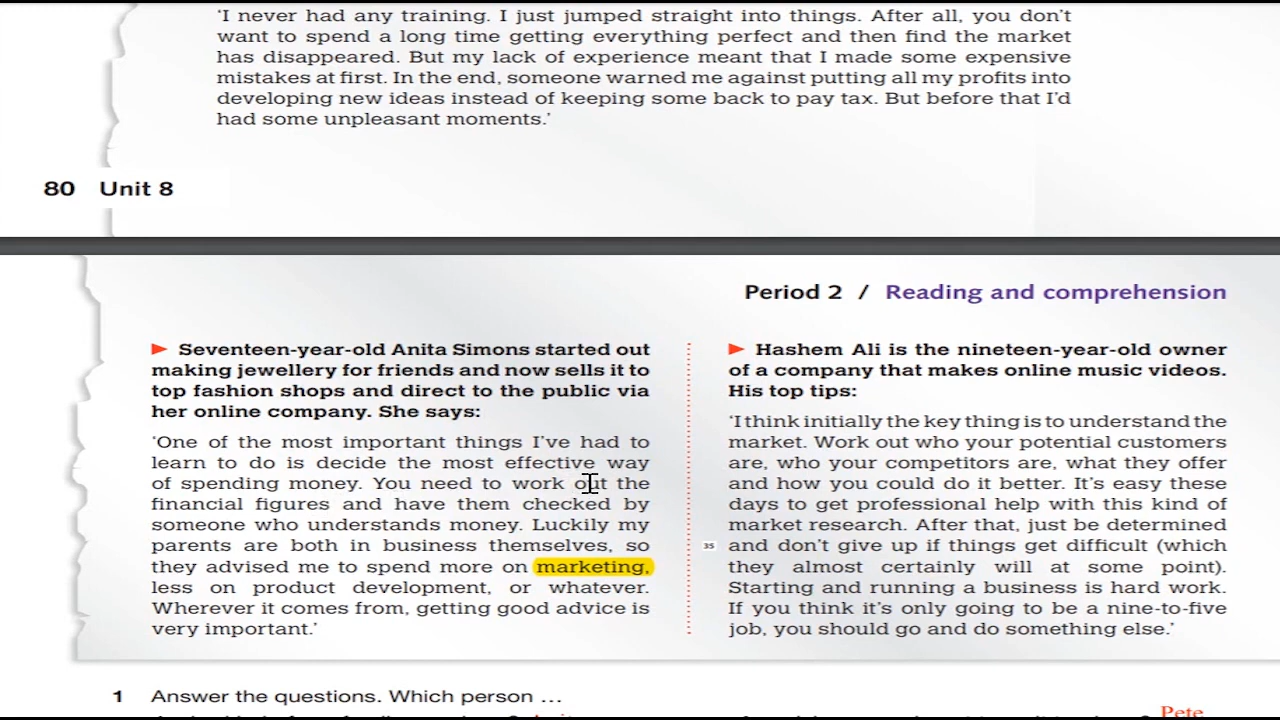 'I never had any training. I just jumped straight into things. After all, you don't
want to spend a long time getting everything perfect and then find the market
has disappeared. But my lack of experience meant that I made some expensive
mistakes at first. In the end, someone warned me against putting all my profits into
developing new ideas instead of keeping some back to pay tax. But before that I'd
had some unpleasant moments.'
80 Unit 8
Period 2 / Reading and comprehension
Seventeen-year-old Anita Simons started out
making jewellery for friends and now sells it to
top fashion shops and direct to the public via
her online company. She says:
'One of the most important things I've had to
learn to do is decide the most effective way
of spending money. You need to work out the
financial figures and have them checked by
someone who understands money. Luckily my
parents are both in business themselves, so
they advised me to spend more on marketing,
less on product development, or whatever.
Wherever it comes from, getting good advice is
very important.'
Hashem Ali is the nineteen-year-old owner
of a company that makes online music videos.
His top tips:
'I think initially the key thing is to understand the
market. Work out who your potential customers
are, who your competitors are, what they offer
and how you could do it better. It's easy these
days to get professional help with this kind of
market research. After that, just be determined
35 and don't give up if things get difficult (which
they almost certainly will at some point).
Starting and running a business is hard work.
If you think it's only going to be a nine-to-five
job, you should go and do something else.'
1 Answer the questions. Which person ...
Pete